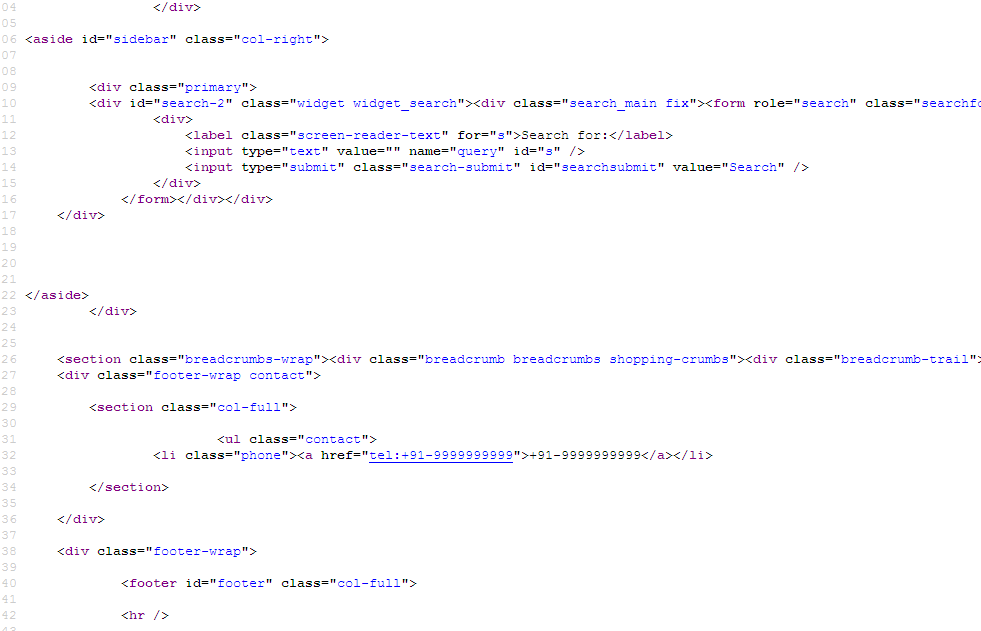 04 </div>
05
06 <aside id="sidebar" class="col-right">
07
08
09 <div class="primary">
10 <div id="search-2" class="widget widget_search"><div class="search_main fix"><form role="search" class="searchfo
11 <div>
12 <label class="screen-reader-text" for="s">Search for:</label>
13 <input type="text" value="" name="query" id="s" />
14 <input type="submit" class="search-submit" id="searchsubmit" value="Search" />
15 </div>
16 </form></div></div>
17 </div>
18
19
20
21
22 </aside>
23 </div>
24
25
26 <section class="breadcrumbs-wrap"><div class="breadcrumb breadcrumbs shopping-crumbs"><div class="breadcrumb-trail">
27 <div class="footer-wrap contact">
28
29 <section class="col-full">
30
31 <ul class="contact">
32 <li class="phone"><a href="tel:+91-9999999999">+91-9999999999</a></li>
33
34 </section>
35
36 </div>
37
38 <div class="footer-wrap">
39
40 <footer id="footer" class="col-full">
41
42 <hr />
43